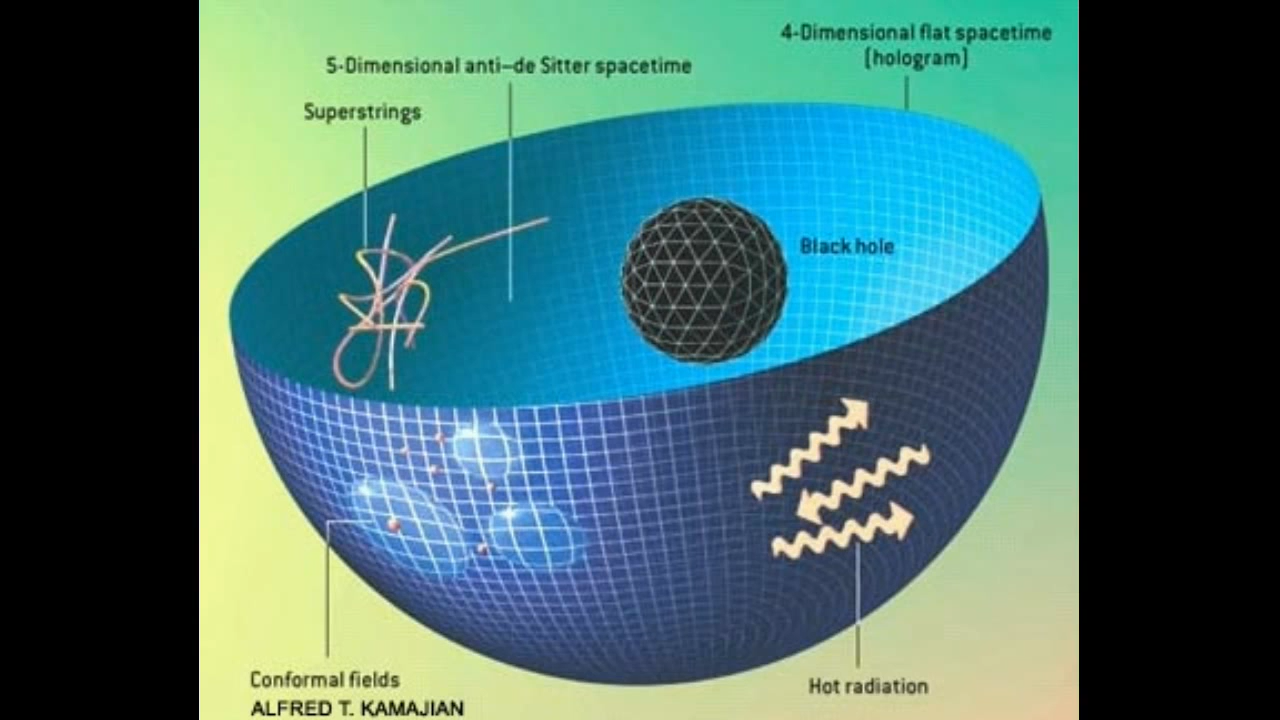 4-Dimensional flat spacetime
(hologram)
5-Dimensional anti–de Sitter spacetime
Superstrings
Black hole
Conformal fields
Hot radiation
ALFRED T. KAMAJIAN